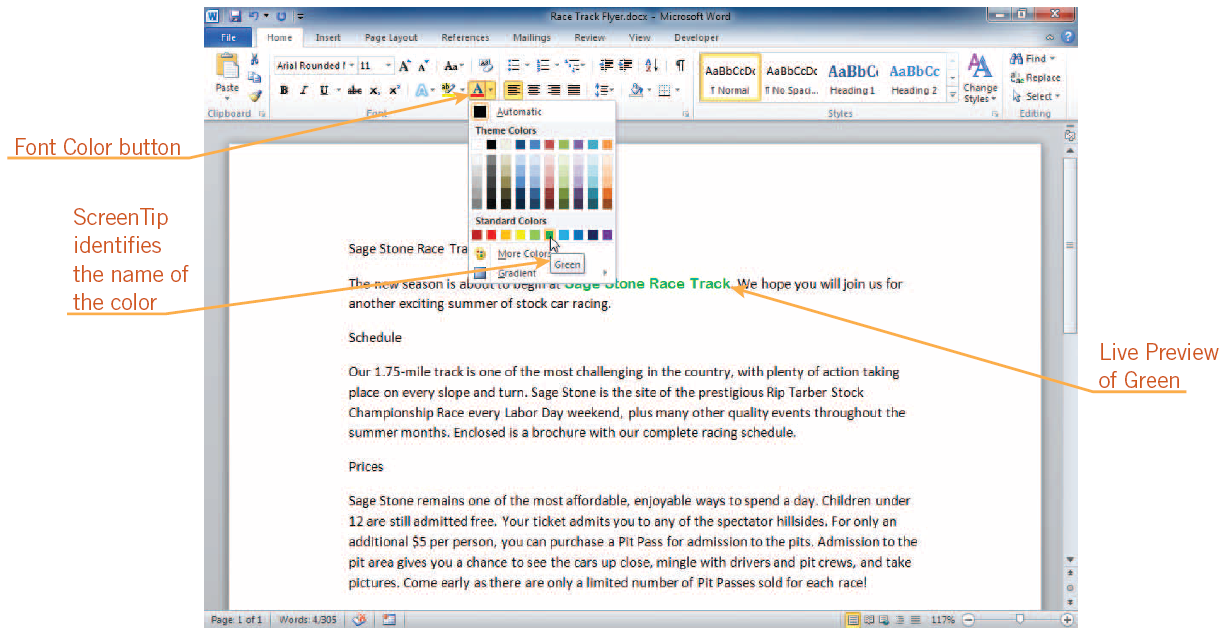 Race Track Flyer.docx - Microsoft Word
File Home Insert Page Layout References Mailings Review View Developer
Arial Rounded 11
Paste
AaBbCcDc AaBbCcDc AaBbC AaBbCc
¶ Normal ¶ No Spaci... Heading 1 Heading 2
Change
Styles
Find
Replace
Select
Clipboard Font Styles Editing
Automatic
Theme Colors
Standard Colors
More Colors
Green
Gradient
Font Color button
ScreenTip
identifies
the name of
the color
Live Preview
of Green
Sage Stone Race Tra
The new season is about to begin at Sage Stone Race Track. We hope you will join us for
another exciting summer of stock car racing.
Schedule
Our 1.75-mile track is one of the most challenging in the country, with plenty of action taking
place on every slope and turn. Sage Stone is the site of the prestigious Rip Tarber Stock
Championship Race every Labor Day weekend, plus many other quality events throughout the
summer months. Enclosed is a brochure with our complete racing schedule.
Prices
Sage Stone remains one of the most affordable, enjoyable ways to spend a day. Children under
12 are still admitted free. Your ticket admits you to any of the spectator hillsides. For only an
additional $5 per person, you can purchase a Pit Pass for admission to the pits. Admission to the
pit area gives you a chance to see the cars up close, mingle with drivers and pit crews, and take
pictures. Come early as there are only a limited number of Pit Passes sold for each race!
Page: 1 of 1 Words: 4/305 117%